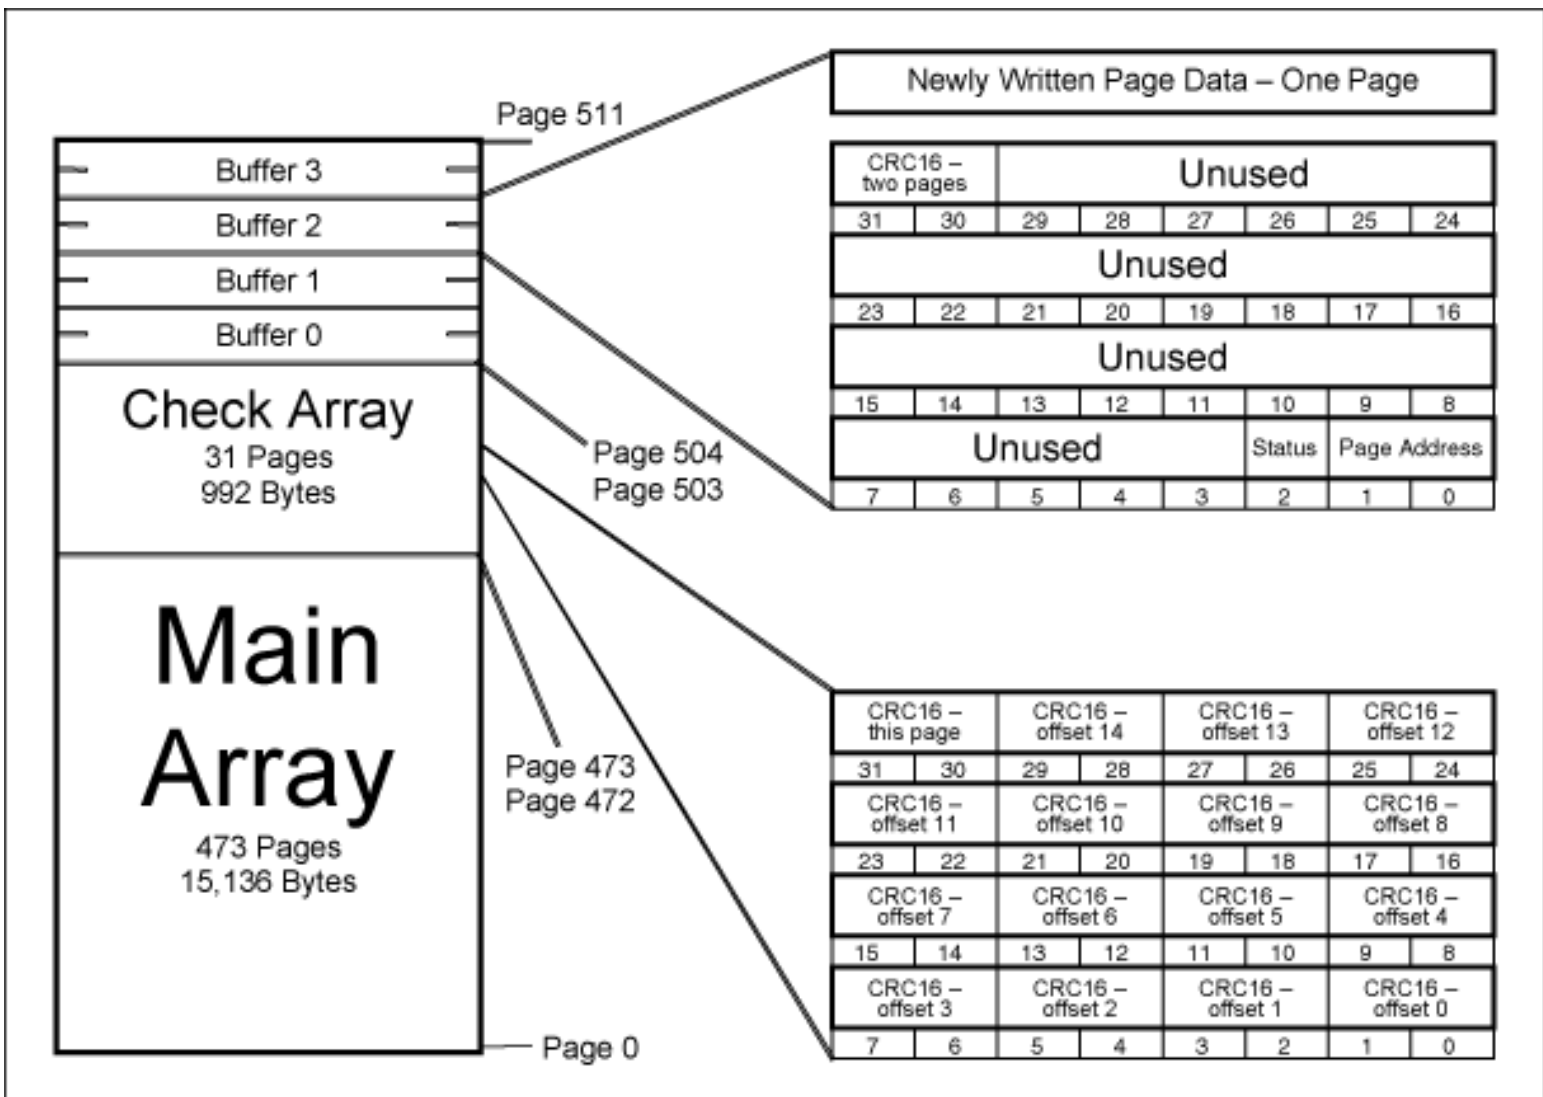 Page 511
Buffer 3
Buffer 2
Buffer 1
Buffer 0
Check Array
31 Pages
992 Bytes
Page 504
Page 503
Main
Array
473 Pages
15,136 Bytes
Page 473
Page 472
Page 0
Newly Written Page Data – One Page
CRC16 –
two pages
Unused
31 30 29 28 27 26 25 24
Unused
23 22 21 20 19 18 17 16
Unused
15 14 13 12 11 10 9 8
Unused Status Page Address
7 6 5 4 3 2 1 0
CRC16 – CRC16 – CRC16 – CRC16 –
this page offset 14 offset 13 offset 12
31 30 29 28 27 26 25 24
CRC16 – CRC16 – CRC16 – CRC16 –
offset 11 offset 10 offset 9 offset 8
23 22 21 20 19 18 17 16
CRC16 – CRC16 – CRC16 – CRC16 –
offset 7 offset 6 offset 5 offset 4
15 14 13 12 11 10 9 8
CRC16 – CRC16 – CRC16 – CRC16 –
offset 3 offset 2 offset 1 offset 0
7 6 5 4 3 2 1 0